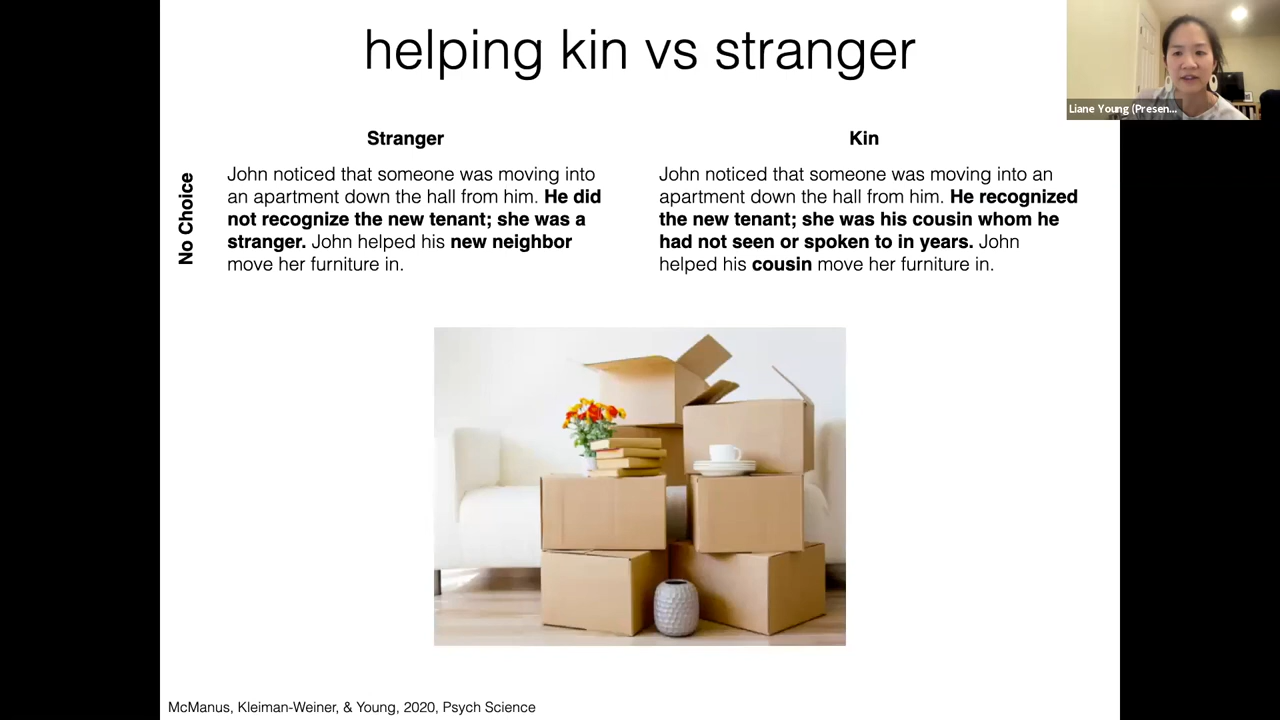 helping kin vs stranger
Liane Young (Presen...
Stranger
Kin
No Choice
John noticed that someone was moving into
an apartment down the hall from him. He did
not recognize the new tenant; she was a
stranger. John helped his new neighbor
move her furniture in.
John noticed that someone was moving into an
apartment down the hall from him. He recognized
the new tenant; she was his cousin whom he
had not seen or spoken to in years. John
helped his cousin move her furniture in.
McManus, Kleiman-Weiner, & Young, 2020, Psych Science